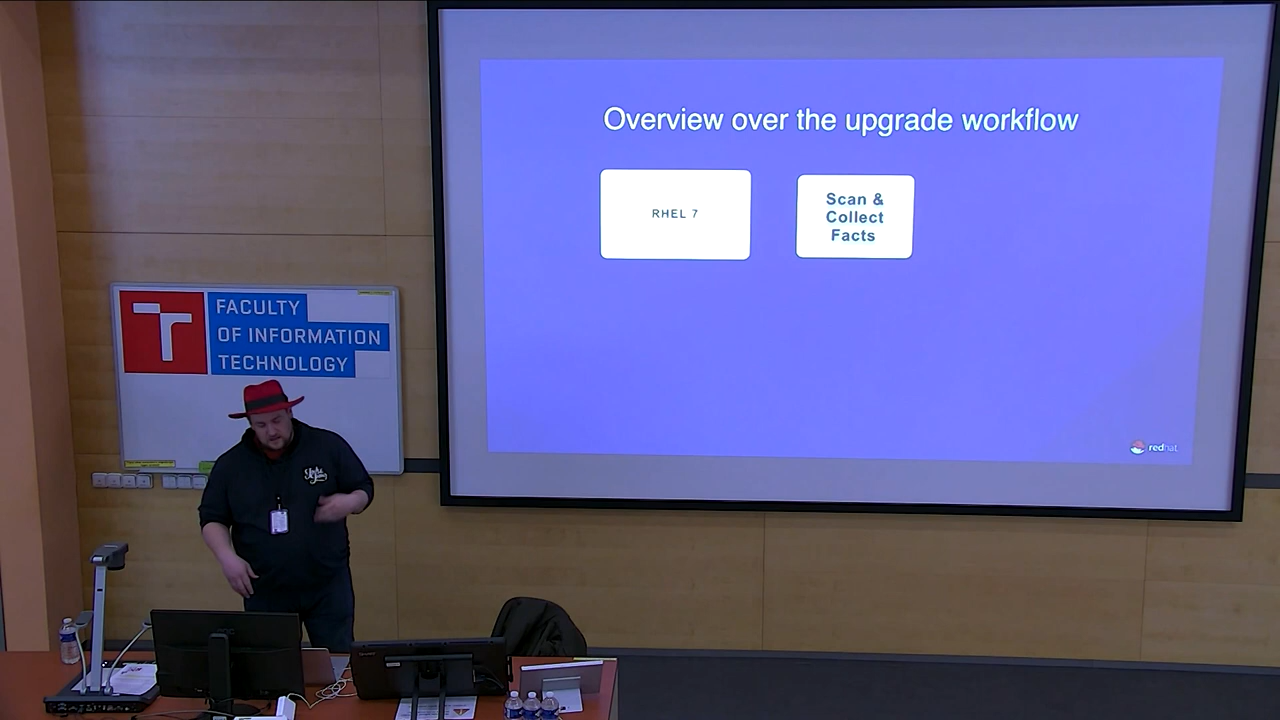 Overview over the upgrade workflow
RHEL 7
Scan &
Collect
Facts
redhat
FACULTY
OF INFORMATION
TECHNOLOGY